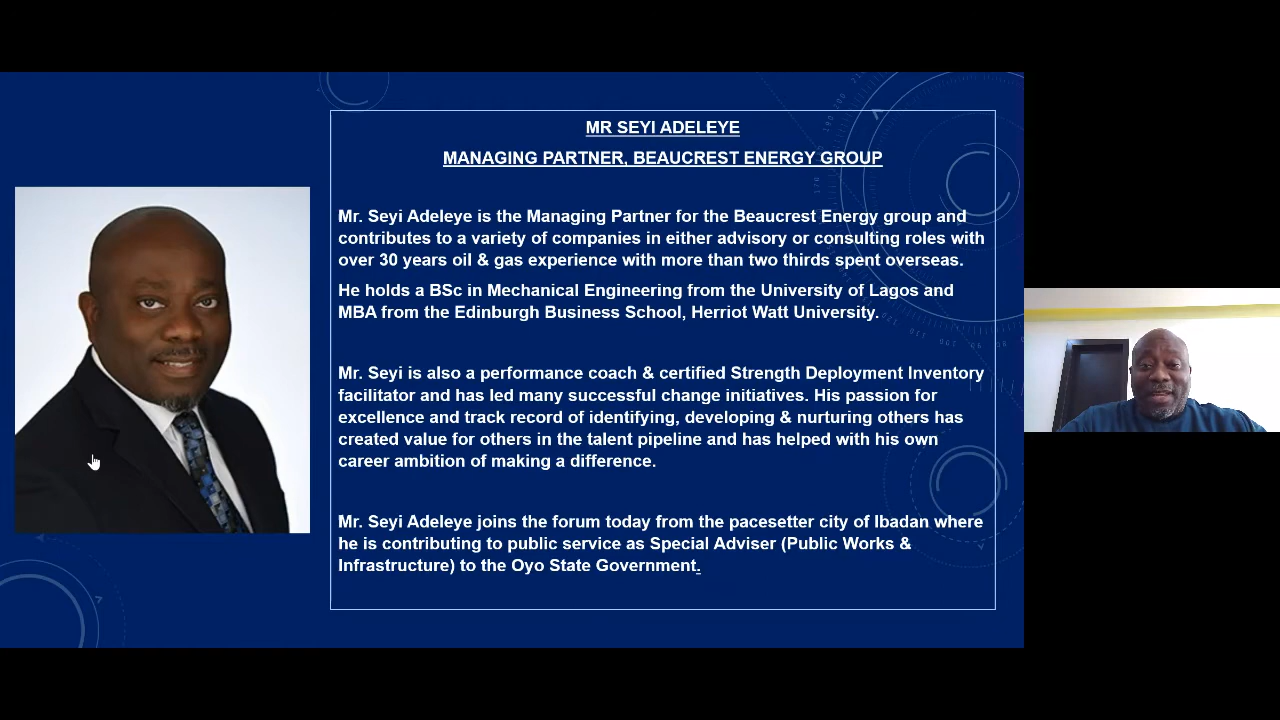 MR SEYI ADELEYE
MANAGING PARTNER, BEAUCREST ENERGY GROUP
Mr. Seyi Adeleye is the Managing Partner for the Beaucrest Energy group and
contributes to a variety of companies in either advisory or consulting roles with
over 30 years oil & gas experience with more than two thirds spent overseas.
He holds a BSc in Mechanical Engineering from the University of Lagos and
MBA from the Edinburgh Business School, Herriot Watt University.
Mr. Seyi is also a performance coach & certified Strength Deployment Inventory
facilitator and has led many successful change initiatives. His passion for
excellence and track record of identifying, developing & nurturing others has
created value for others in the talent pipeline and has helped with his own
career ambition of making a difference.
Mr. Seyi Adeleye joins the forum today from the pacesetter city of Ibadan where
he is contributing to public service as Special Adviser (Public Works &
Infrastructure) to the Oyo State Government.